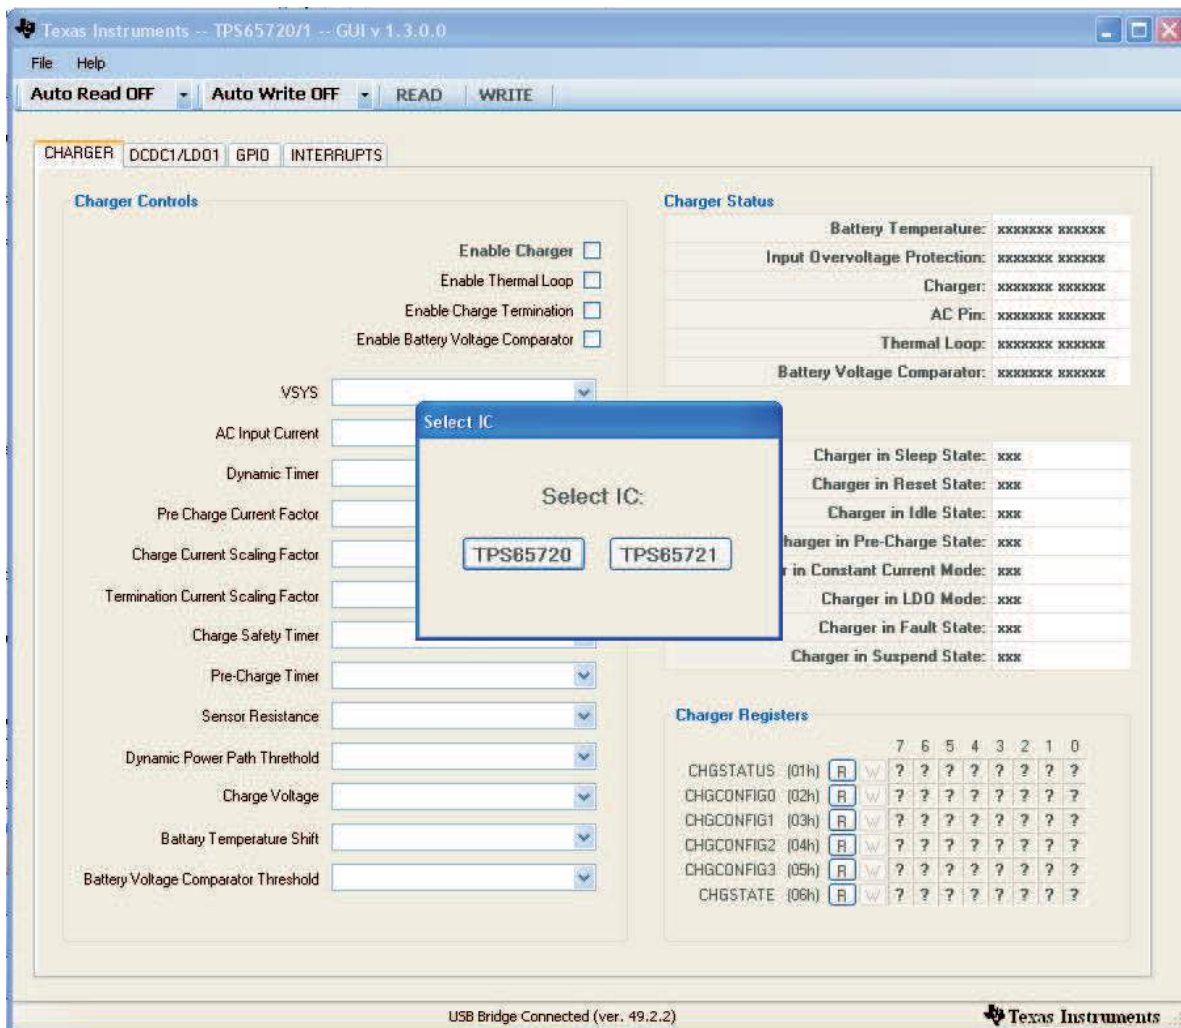 Texas Instruments -- TPS65720/1 -- GUI v 1.3.0.0
File Help
Auto Read OFF Auto Write OFF READ WRITE
CHARGER DCDC1/LDO1 GPIO INTERRUPTS
Charger Controls
Enable Charger
Enable Thermal Loop
Enable Charge Termination
Enable Battery Voltage Comparator
VSYS
AC Input Current
Dynamic Timer
Pre Charge Current Factor
Charge Current Scaling Factor
Termination Current Scaling Factor
Charge Safety Timer
Pre-Charge Timer
Sensor Resistance
Dynamic Power Path Threthold
Charge Voltage
Battary Temperature Shift
Battery Voltage Comparator Threshold
Select IC
Select IC:
TPS65720 TPS65721
Charger Status
Battery Temperature: xxxxxxx xxxxxx
Input Overvoltage Protection: xxxxxxx xxxxxx
Charger: xxxxxxx xxxxxx
AC Pin: xxxxxxx xxxxxx
Thermal Loop: xxxxxxx xxxxxx
Battery Voltage Comparator: xxxxxxx xxxxxx
Charger in Sleep State: xxx
Charger in Reset State: xxx
Charger in Idle State: xxx
harger in Pre-Charge State: xxx
r in Constant Current Mode: xxx
Charger in LDO Mode: xxx
Charger in Fault State: xxx
Charger in Suspend State: xxx
Charger Registers
7 6 5 4 3 2 1 0
CHGSTATUS (01h) R W ? ? ? ? ? ? ? ?
CHGCONFIG0 (02h) R W ? ? ? ? ? ? ? ?
CHGCONFIG1 (03h) R W ? ? ? ? ? ? ? ?
CHGCONFIG2 (04h) R W ? ? ? ? ? ? ? ?
CHGCONFIG3 (05h) R W ? ? ? ? ? ? ? ?
CHGSTATE (06h) R W ? ? ? ? ? ? ? ?
USB Bridge Connected (ver. 49.2.2)
Texas Instruments